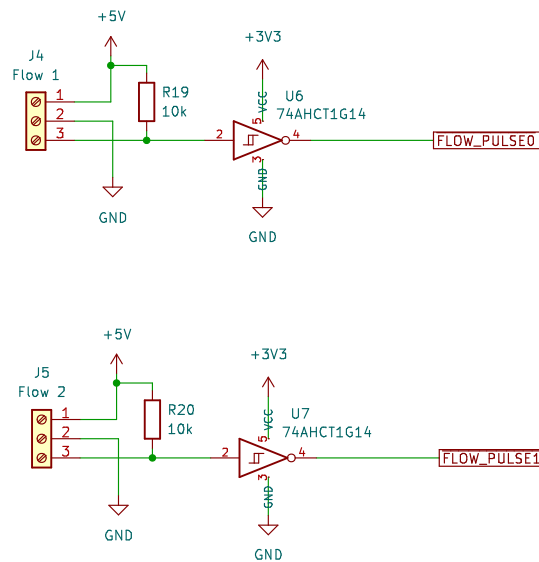 +5V
J4
Flow 1
1
2
3
R19
10k
+3V3
U6
74AHCT1G14
VCC
5
2
4
3
GND
FLOW_PULSE0
GND
GND
+5V
J5
Flow 2
1
2
3
R20
10k
+3V3
U7
74AHCT1G14
VCC
5
2
4
3
GND
FLOW_PULSE1
GND
GND